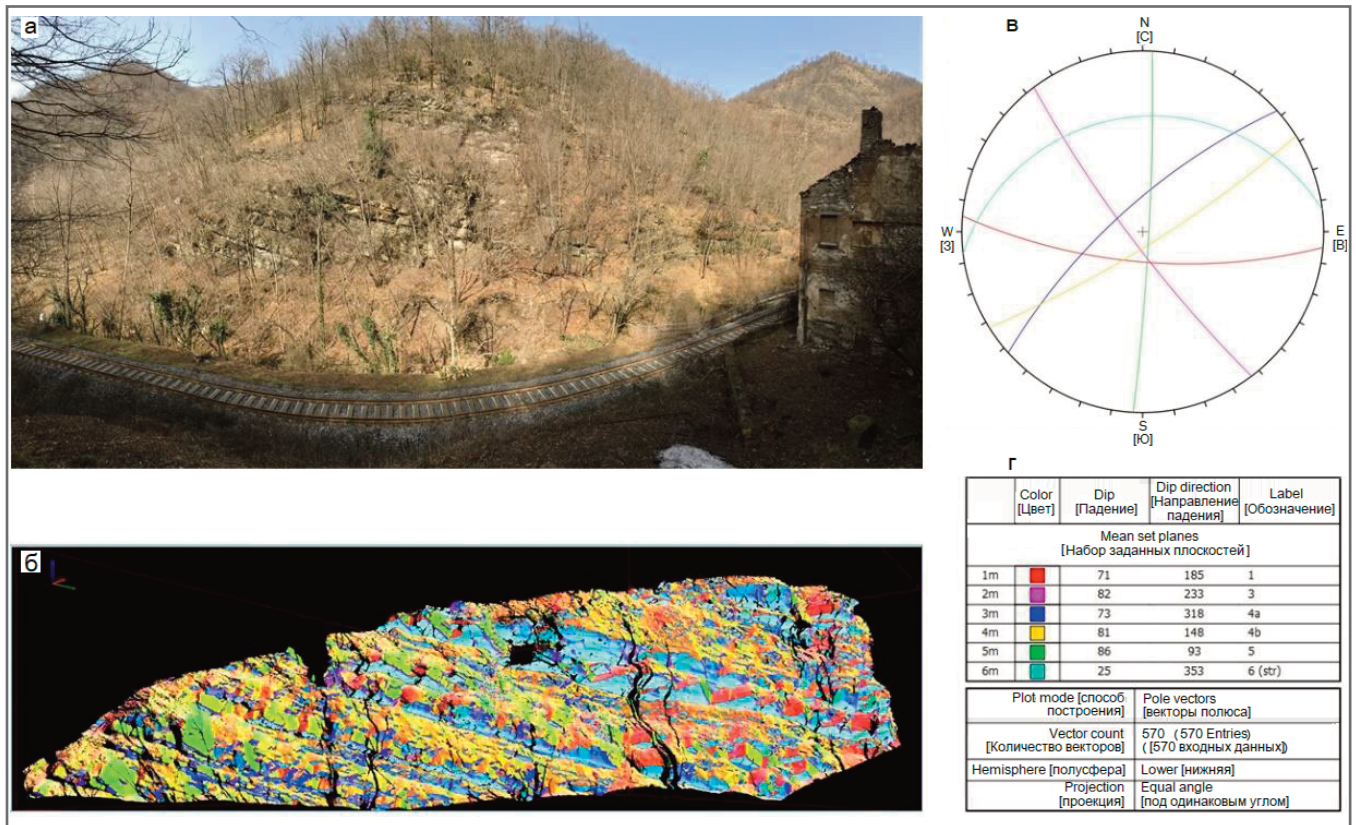 а
в
N
[С]
W
[З]
E
[В]
S
[Ю]
г
Color
[Цвет]
Dip
[Падение]
Dip direction
[Направление
падения]
Label
[Обозначение]
Mean set planes
[Набор заданных плоскостей]
1m 71 185 1
2m 82 233 3
3m 73 318 4a
4m 81 148 4b
5m 86 93 5
6m 25 353 6 (str)
Plot mode [способ
построения]
Pole vectors
[векторы полюса]
Vector count
[Количество векторов]
570 (570 Entries)
([570 входных данных])
Hemisphere [полусфера] Lower [нижняя]
Projection
[проекция]
Equal angle
[под одинаковым углом]
б